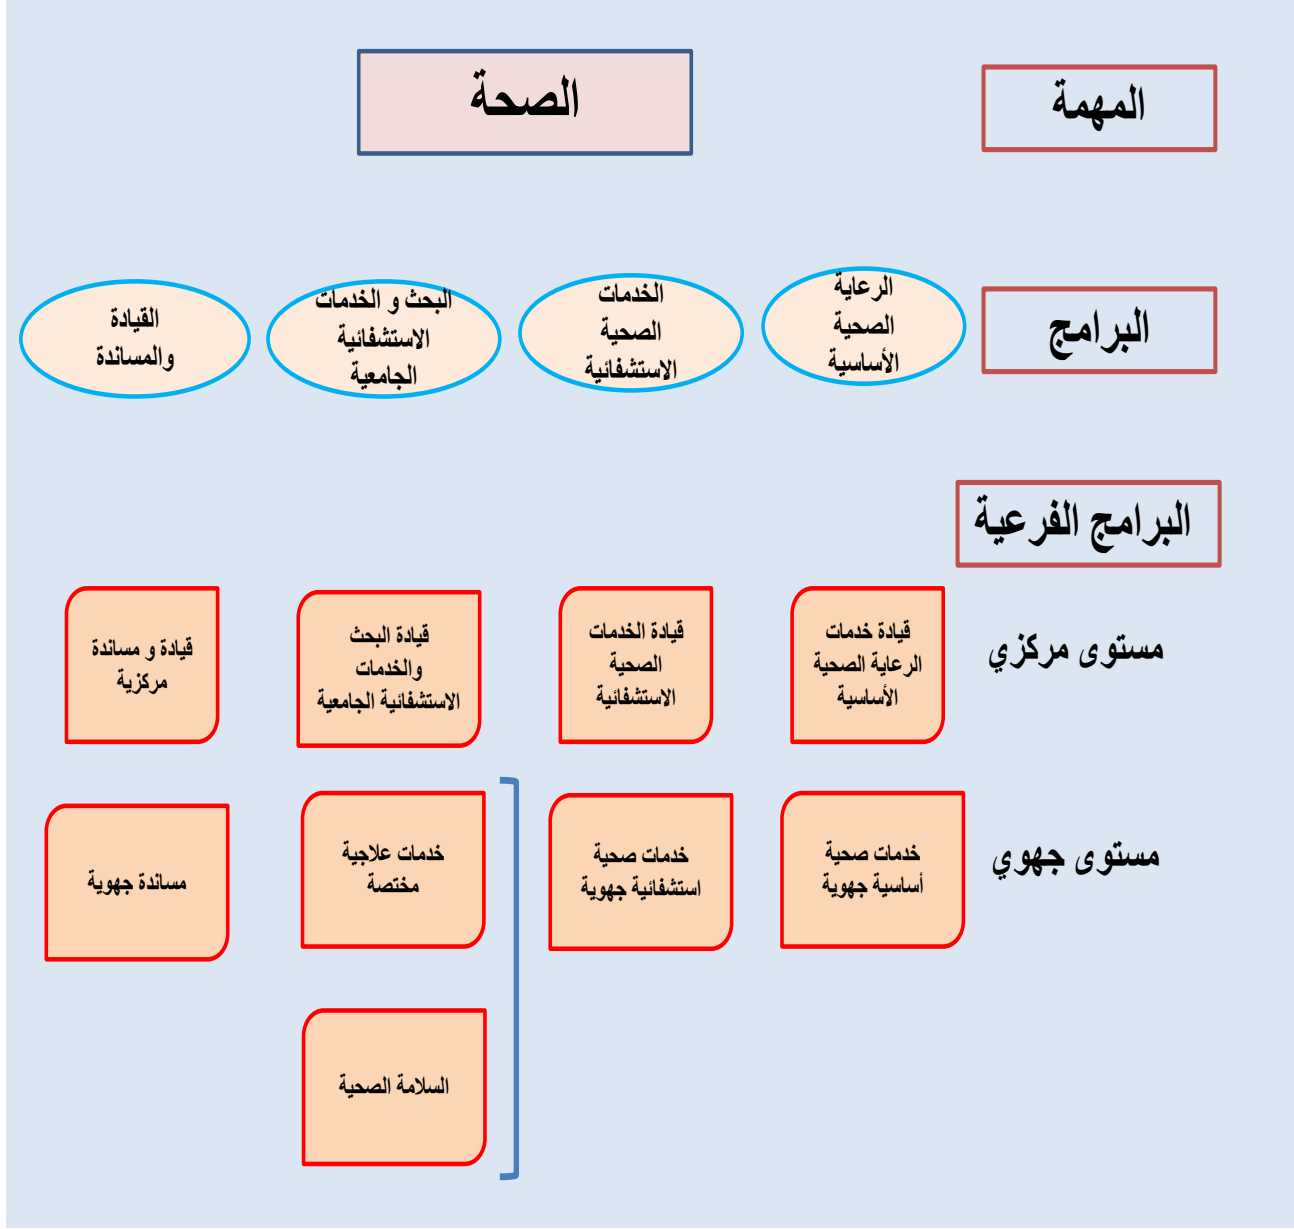 المهمة
الصحة
البرامج
الرعاية
الصحية
الأساسية
الخدمات
الصحية
الاستشفائية
البحث و الخدمات
الاستشفائية
الجامعية
القيادة
والمساندة
البرامج الفرعية
مستوى مركزي
قيادة خدمات
الرعاية الصحية
الأساسية
قيادة الخدمات
الصحية
الاستشفائية
قيادة البحث
والخدمات
الاستشفائية الجامعية
قيادة و مساندة
مركزية
مستوى جهوي
خدمات صحية
أساسية جهوية
خدمات صحية
استشفائية جهوية
خدمات علاجية
مختصة
مساندة جهوية
السلامة الصحية